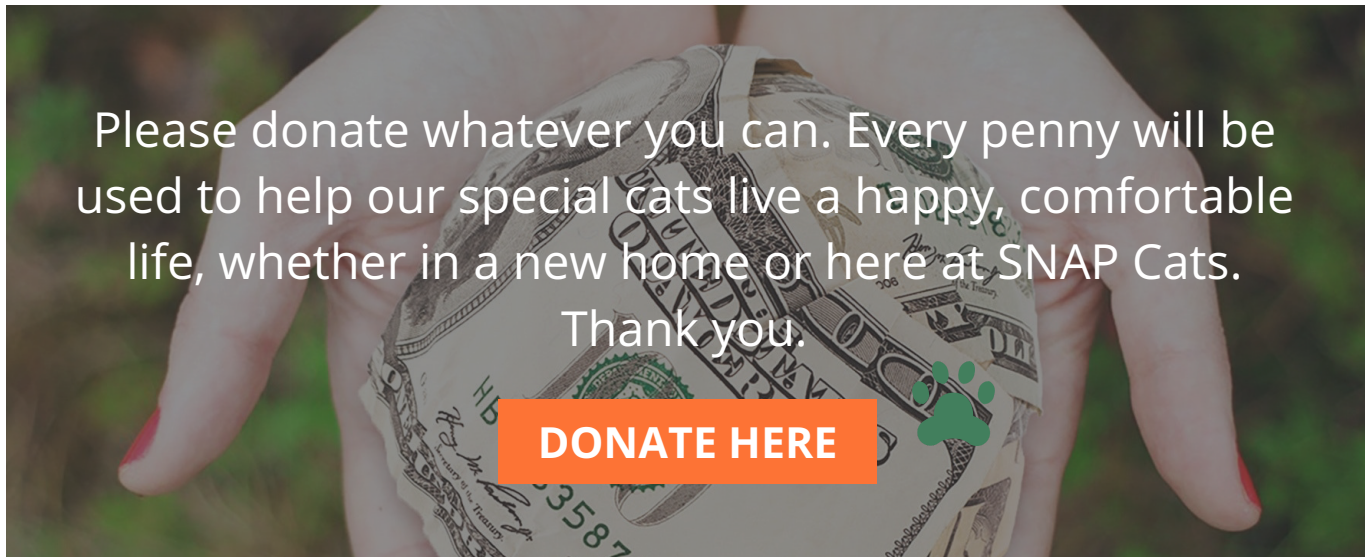 Please donate whatever you can. Every penny will be
used to help our special cats live a happy, comfortable
life, whether in a new home or here at SNAP Cats.
Thank you.
DONATE HERE